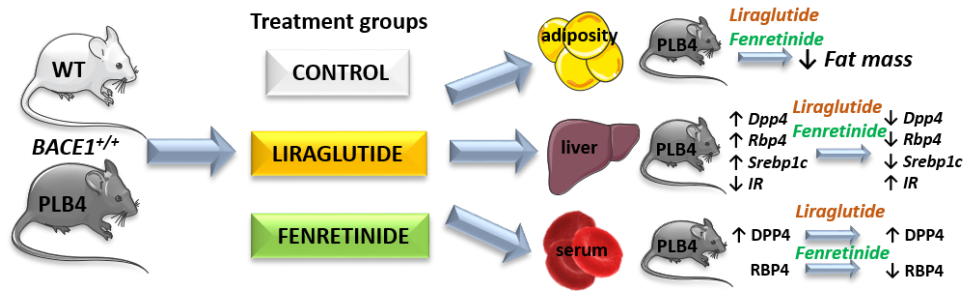 WT
BACE1+/+
PLB4
Treatment groups
CONTROL
LIRAGLUTIDE
FENRETINIDE
adiposity
PLB4
Liraglutide
Fenretinide
↓ Fat mass
liver
PLB4
↑ Dpp4
↑ Rbp4
↑ Srebp1c
↓ IR
Liraglutide
Fenretinide
↓ Dpp4
↓ Rbp4
↓ Srebp1c
↑ IR
serum
PLB4
↑ DPP4
RBP4
Liraglutide
Fenretinide
↑ DPP4
↓ RBP4